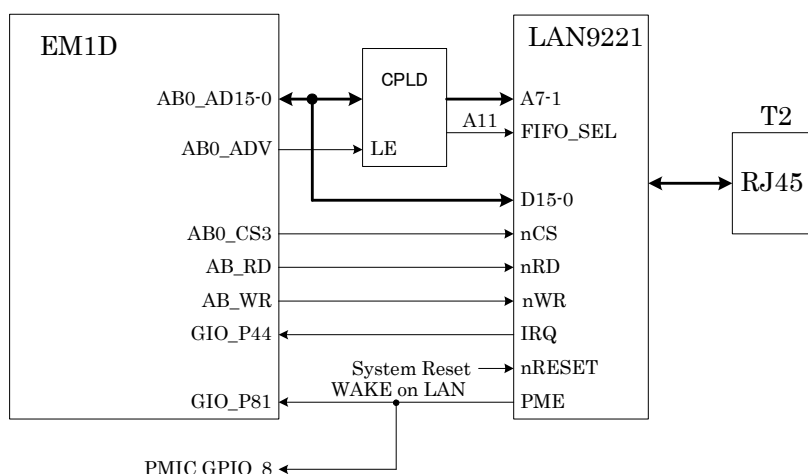 EM1D
LAN9221
CPLD
AB0_AD15-0
A7-1
A11
FIFO_SEL
T2
AB0_ADV
LE
RJ45
D15-0
AB0_CS3
nCS
AB_RD
nRD
AB_WR
nWR
GIO_P44
IRQ
System Reset
nRESET
WAKE on LAN
GIO_P81
PME
PMIC GPIO_8